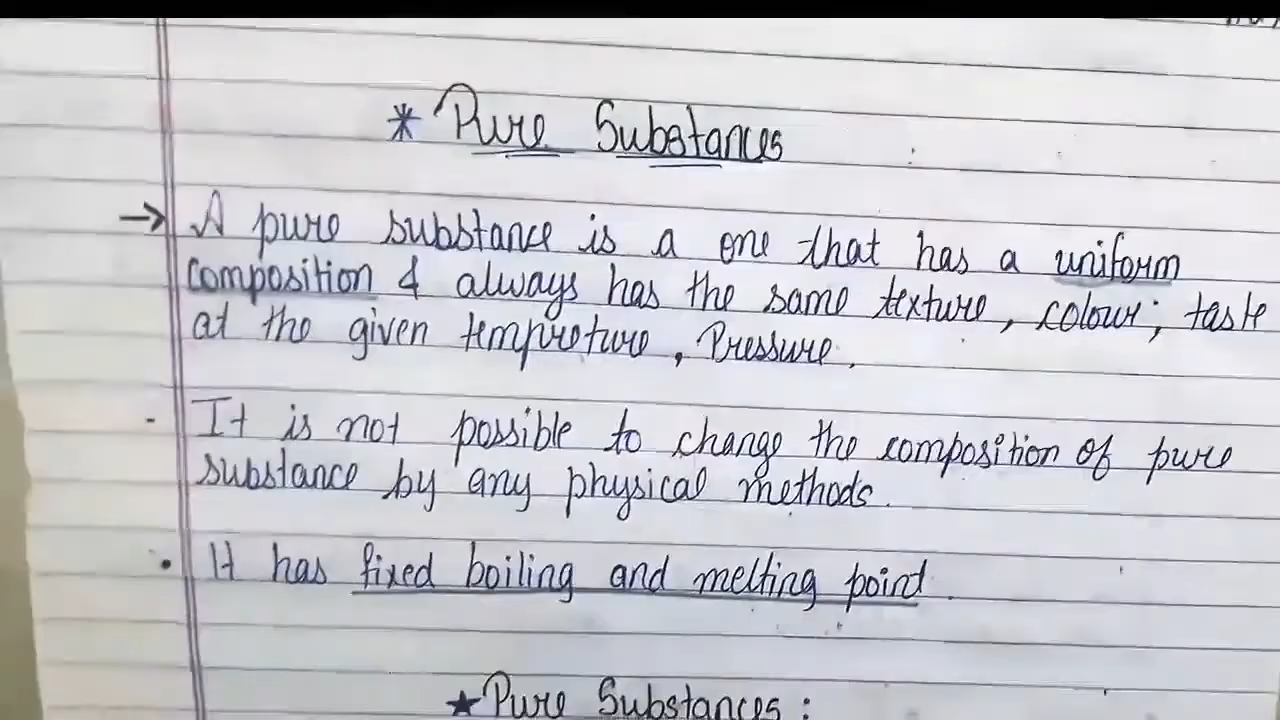 * Pure Substances
→ A pure substance is a one that has a uniform
composition & always has the same texture, colour, taste
at the given tempreture, Pressure.
- It is not possible to change the composition of pure
substance by any physical methods.
• It has fixed boiling and melting point.
★ Pure Substances :